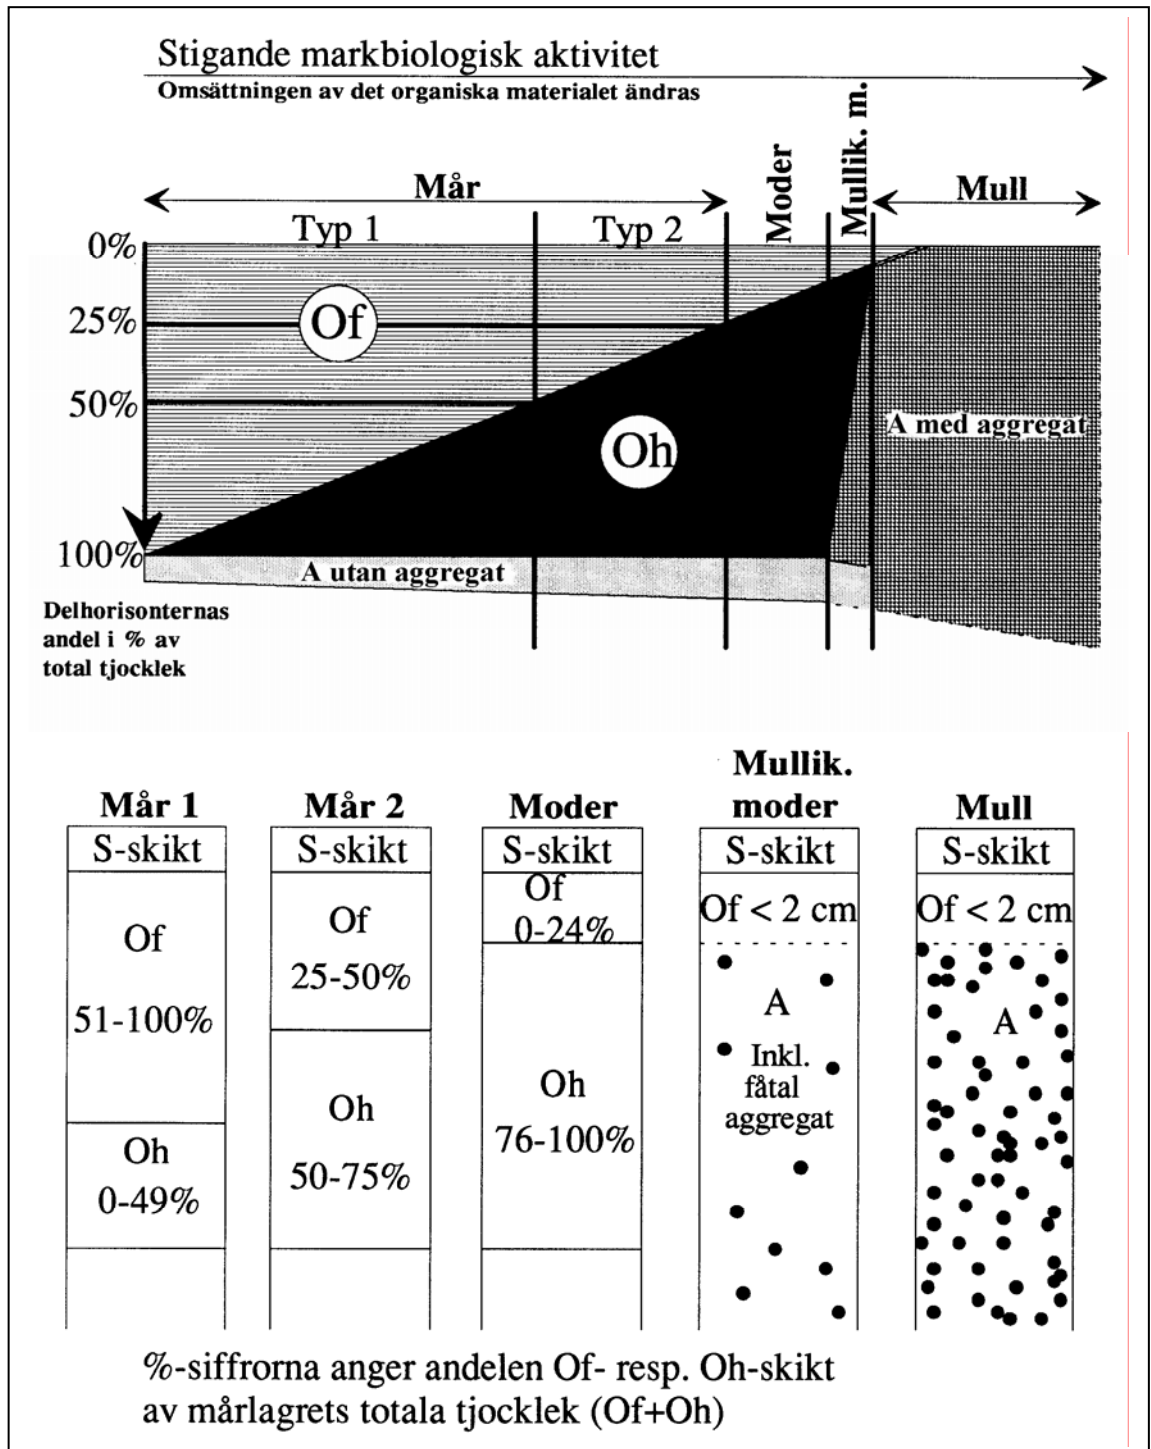 Stigande markbiologisk aktivitet
Omsättningen av det organiska materialet ändras
Mår
Moder
Mullik. m.
Mull
Typ 1
Typ 2
0%
Of
25%
50%
A med aggregat
Oh
100%
A utan aggregat
Delhorisonternas
andel i % av
total tjocklek
Mår 1
S-skikt
Of
51-100%
Oh
0-49%
Mår 2
S-skikt
Of
25-50%
Oh
50-75%
Moder
S-skikt
Of
0-24%
Oh
76-100%
Mullik.
moder
S-skikt
Of < 2 cm
A
Inkl.
fåtal
aggregat
Mull
S-skikt
Of < 2 cm
A
%-siffrorna anger andelen Of- resp. Oh-skikt
av mårlagrets totala tjocklek (Of+Oh)